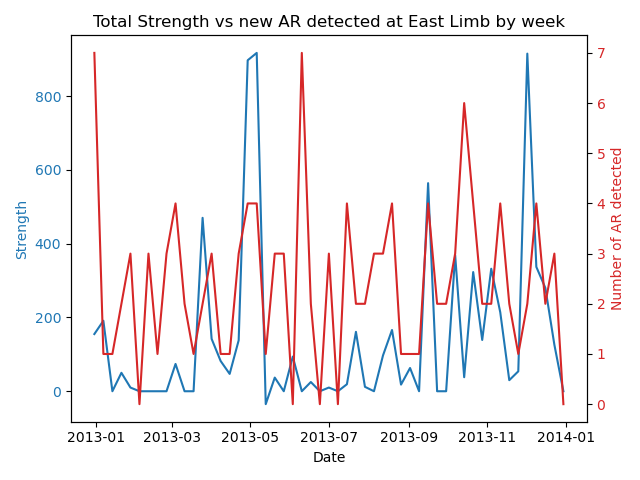 Total Strength vs new AR detected at East Limb by week
800
600
400
200
0
Strength
7
6
5
4
3
2
1
0
Number of AR detected
2013-01 2013-03 2013-05 2013-07 2013-09 2013-11 2014-01
Date